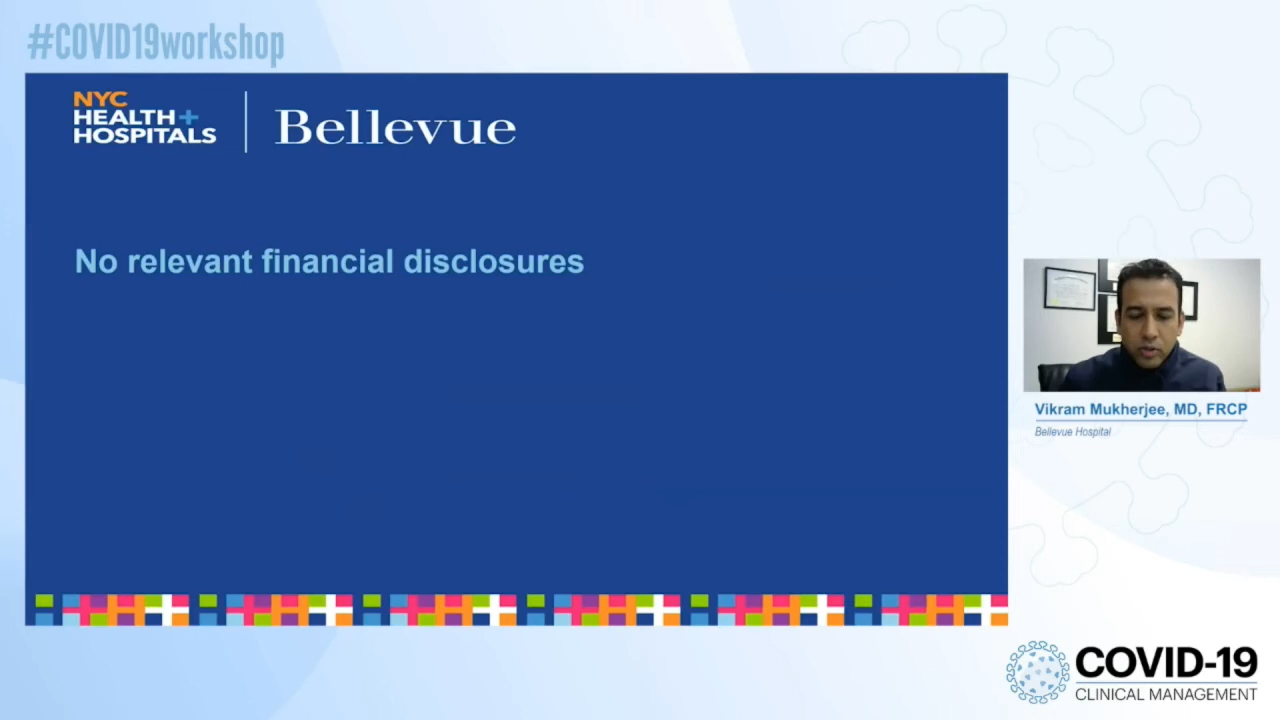 #COVID19workshop
NYC
HEALTH+
HOSPITALS
Bellevue
No relevant financial disclosures
Vikram Mukherjee, MD, FRCP
Bellevue Hospital
COVID-19
CLINICAL MANAGEMENT